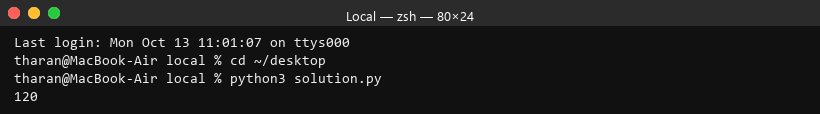 Local — zsh — 80×24
Last login: Mon Oct 13 11:01:07 on ttys000
tharan@MacBook-Air local % cd ~/desktop
tharan@MacBook-Air local % python3 solution.py
120